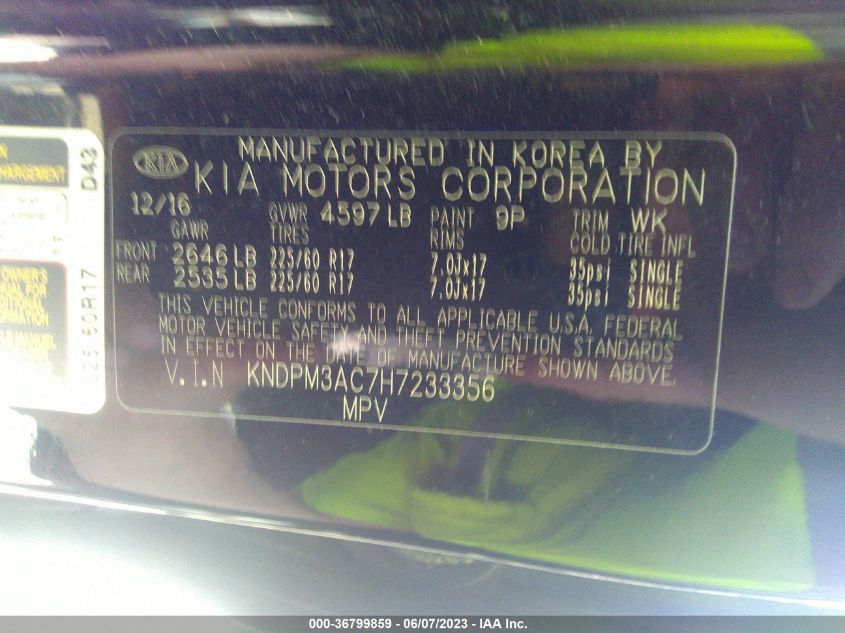 KIA
MANUFACTURED IN KOREA BY
KIA MOTORS CORPORATION
12/16 GVWR 4597 LB PAINT 9P TRIM WK
GAWR TIRES RIMS COLD TIRE INFL
FRONT 2646 LB 225/60 R17 7.0Jx17 35psi SINGLE
REAR 2535 LB 225/60 R17 7.0Jx17 35psi SINGLE
THIS VEHICLE CONFORMS TO ALL APPLICABLE U.S.A. FEDERAL
MOTOR VEHICLE SAFETY AND THEFT PREVENTION STANDARDS
IN EFFECT ON THE DATE OF MANUFACTURE SHOWN ABOVE.
V.I.N KNDPM3AC7H7233356
MPV
D43
OWNER'S
MANUEL
000-36799859 - 06/07/2023 - IAA Inc.